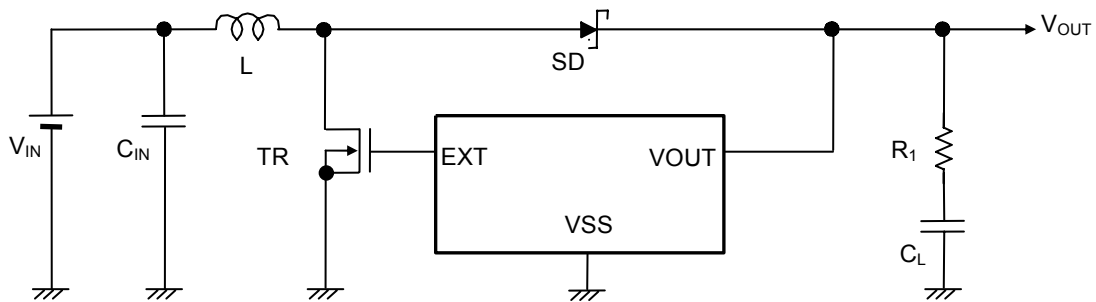 V_OUT
L
SD
V_IN
C_IN
TR
EXT
VOUT
R_1
VSS
C_L